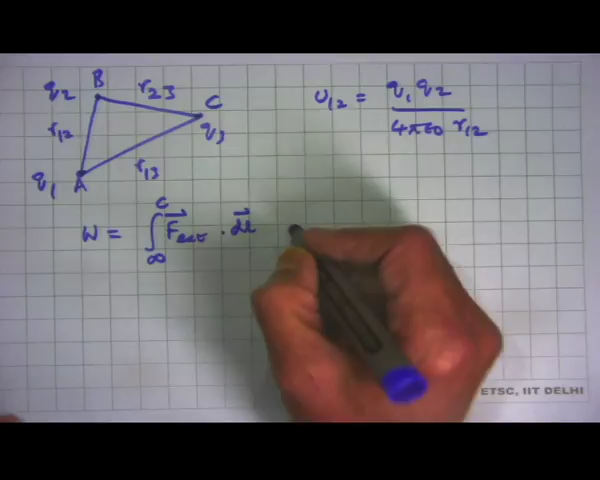 B
q2
r23
C
U12 = q1 q2 / 4πε0 r12
r12
q3
r13
q1 A
W = ∫∞^C F⃗ext . dl⃗
ETSC, IIT DELHI